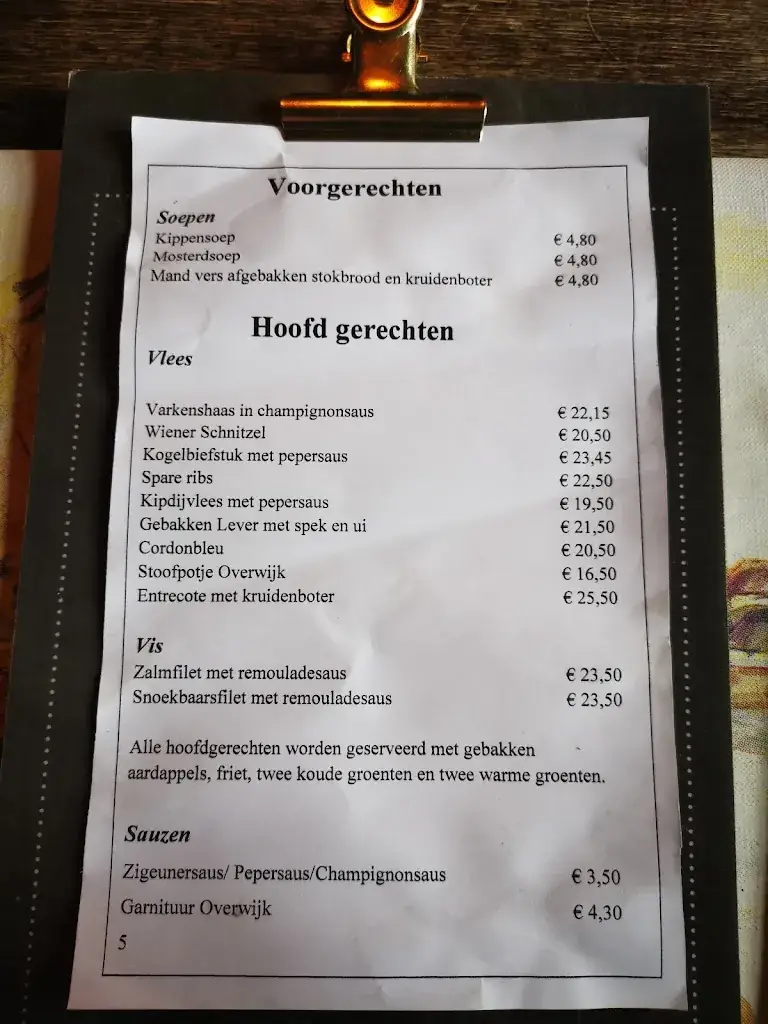 Voorgerechten
Soepen
Kippensoep € 4,80
Mosterdsoep € 4,80
Mand vers afgebakken stokbrood en kruidenboter € 4,80
Hoofd gerechten
Vlees
Varkenshaas in champignonsaus € 22,15
Wiener Schnitzel € 20,50
Kogelbiefstuk met pepersaus € 23,45
Spare ribs € 22,50
Kipdijvlees met pepersaus € 19,50
Gebakken Lever met spek en ui € 21,50
Cordonbleu € 20,50
Stoofpotje Overwijk € 16,50
Entrecote met kruidenboter € 25,50
Vis
Zalmfilet met remouladesaus € 23,50
Snoekbaarsfilet met remouladesaus € 23,50
Alle hoofdgerechten worden geserveerd met gebakken
aardappels, friet, twee koude groenten en twee warme groenten.
Sauzen
Zigeunersaus/ Pepersaus/Champignonsaus € 3,50
Garnituur Overwijk € 4,30
5